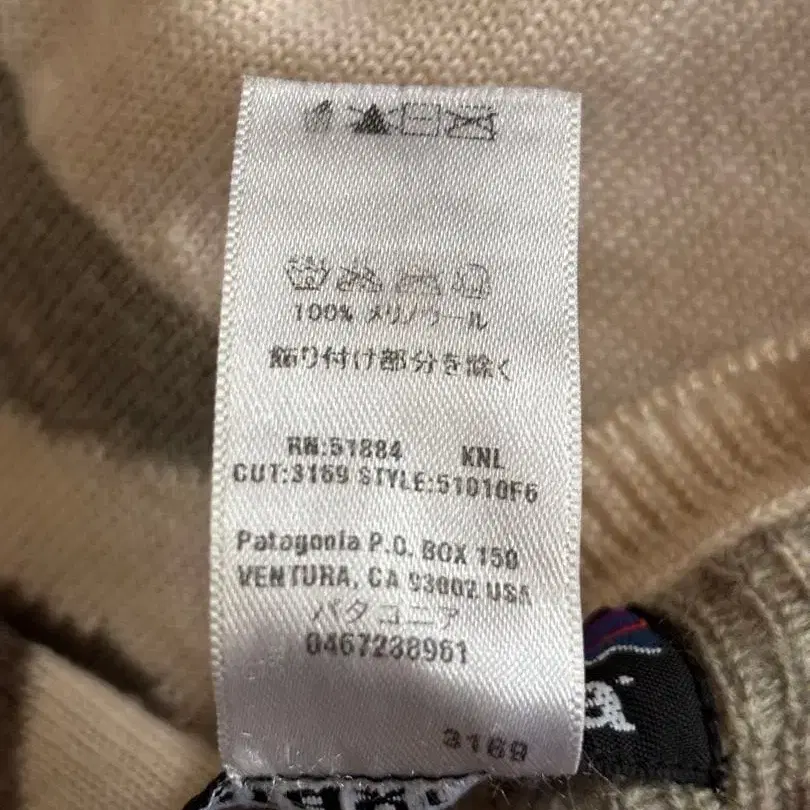 100% メリノウール
飾り付け部分を除く
RN:51884 KNL
CUT:3169 STYLE:51010F6
Patagonia P.O. BOX 150
VENTURA, CA 93002 USA
パタゴニア
0467238961
3169